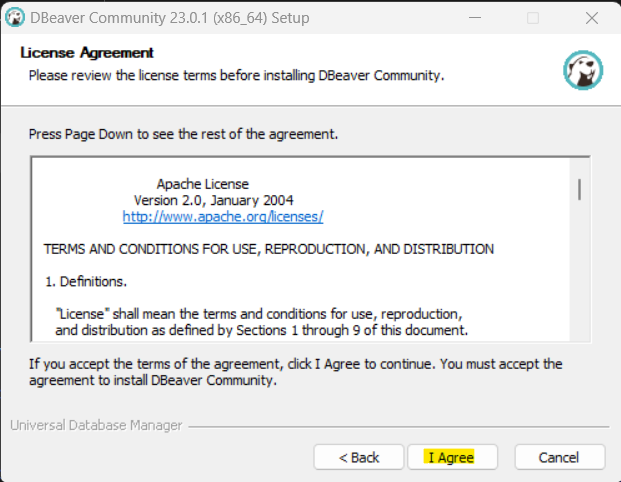 DBeaver Community 23.0.1 (x86_64) Setup
License Agreement
Please review the license terms before installing DBeaver Community.
Press Page Down to see the rest of the agreement.
Apache License
Version 2.0, January 2004
http://www.apache.org/licenses/
TERMS AND CONDITIONS FOR USE, REPRODUCTION, AND DISTRIBUTION
1. Definitions.
"License" shall mean the terms and conditions for use, reproduction,
and distribution as defined by Sections 1 through 9 of this document.
If you accept the terms of the agreement, click I Agree to continue. You must accept the
agreement to install DBeaver Community.
Universal Database Manager
< Back
I Agree
Cancel